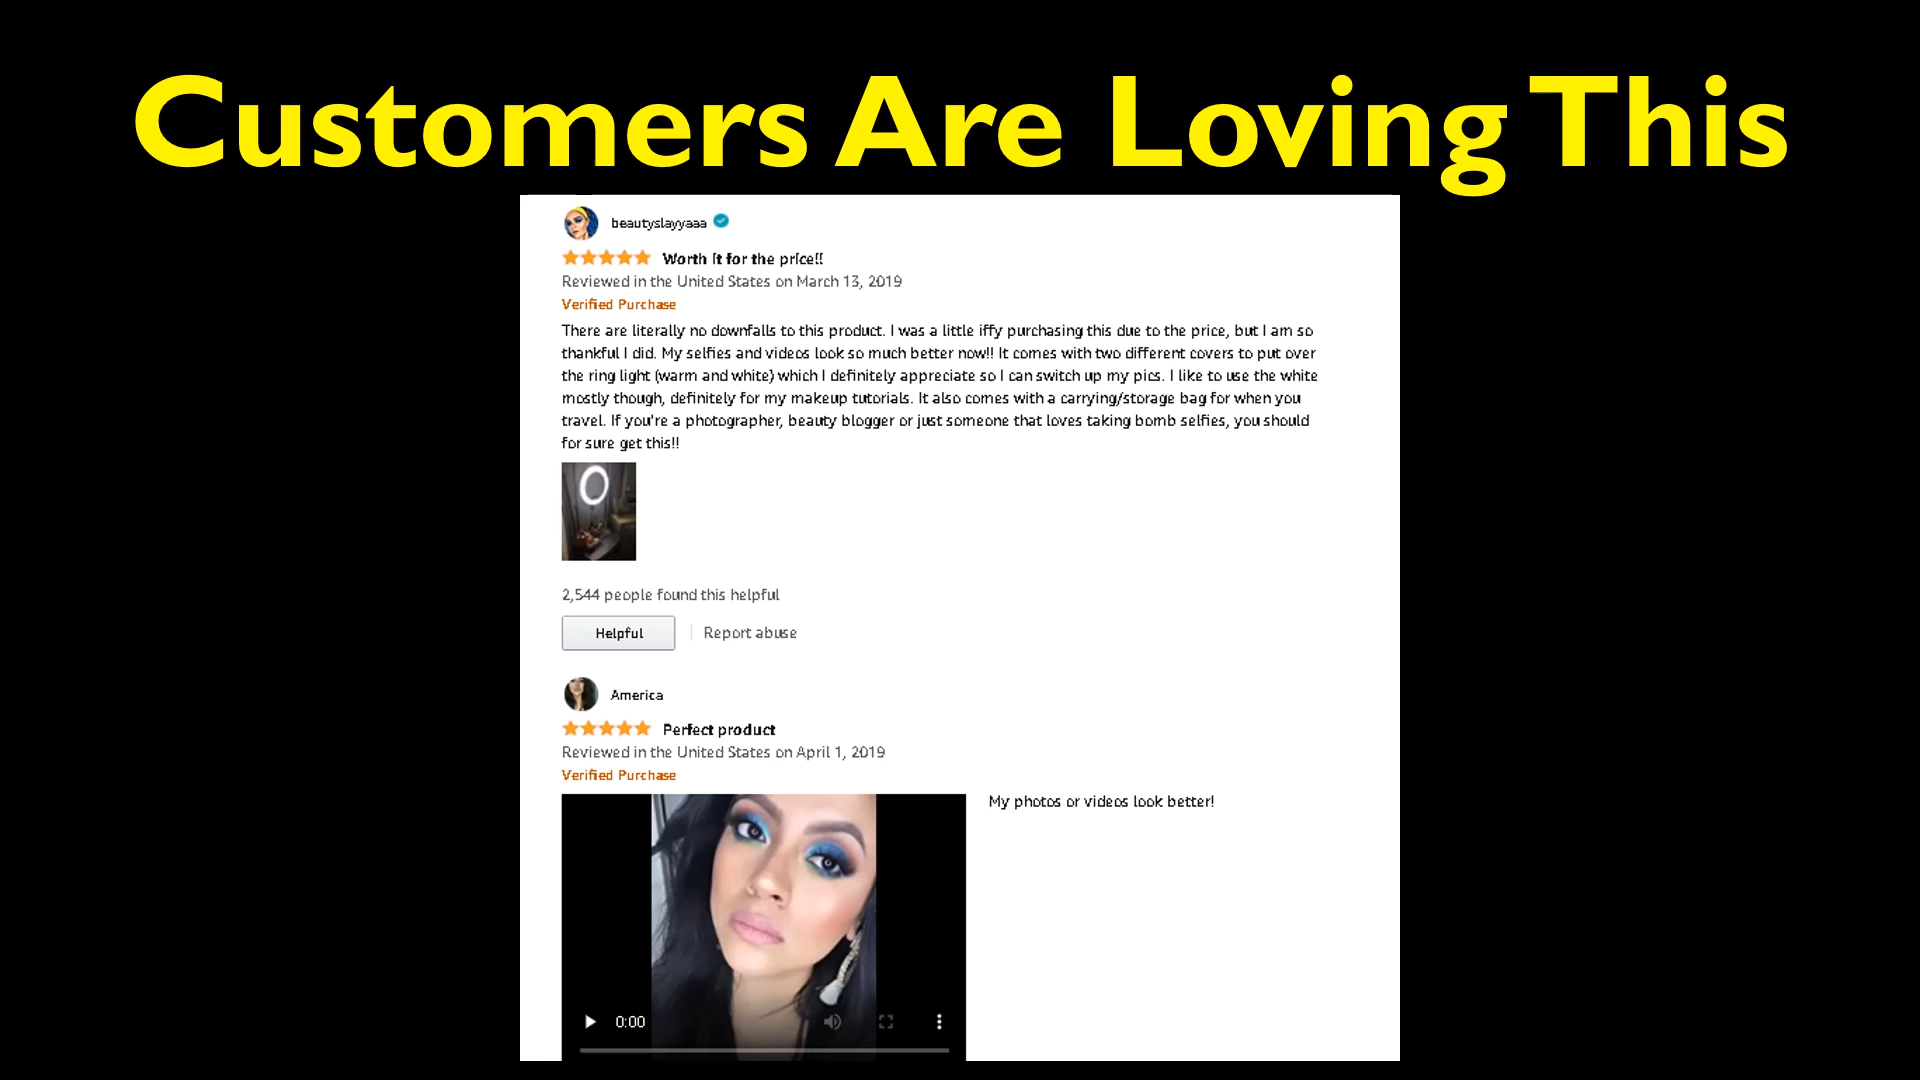 Customers Are Loving This
beautyslayyaaa
Worth it for the price!!
Reviewed in the United States on March 13, 2019
Verified Purchase
There are literally no downfalls to this product. I was a little iffy purchasing this due to the price, but I am so
thankful I did. My selfies and videos look so much better now!! It comes with two different covers to put over
the ring light (warm and white) which I definitely appreciate so I can switch up my pics. I like to use the white
mostly though, definitely for my makeup tutorials. It also comes with a carrying/storage bag for when you
travel. If you're a photographer, beauty blogger or just someone that loves taking bomb selfies, you should
for sure get this!!
2,544 people found this helpful
Helpful
Report abuse
America
Perfect product
Reviewed in the United States on April 1, 2019
Verified Purchase
My photos or videos look better!
0:00